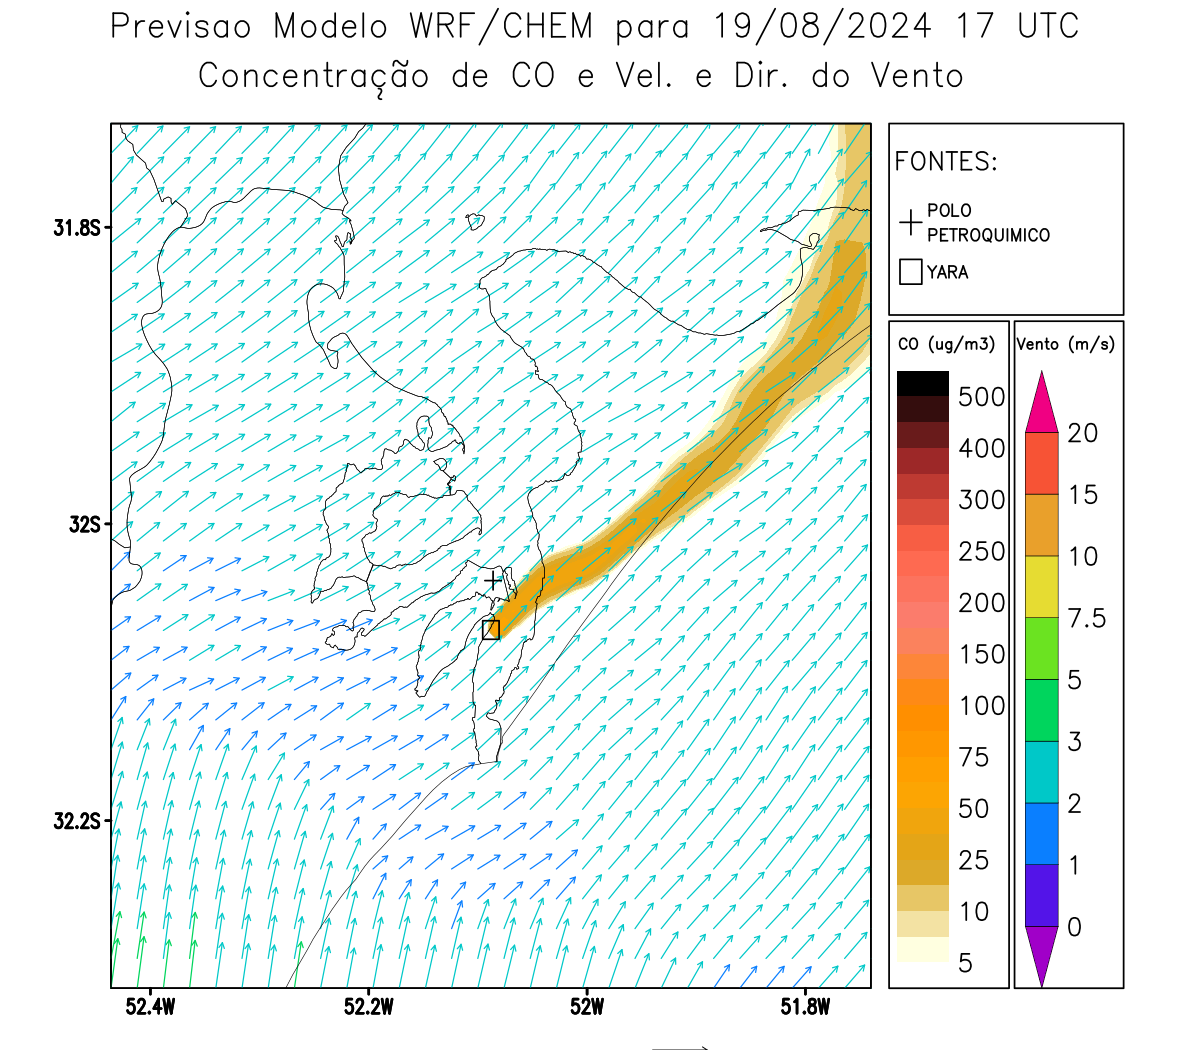 Previsao Modelo WRF/CHEM para 19/08/2024 17 UTC
Concentração de CO e Vel. e Dir. do Vento
FONTES:
POLO
PETROQUIMICO
YARA
CO (ug/m3)
500
400
300
250
200
150
100
75
50
25
10
5
Vento (m/s)
20
15
10
7.5
5
3
2
1
0
31.8S
32S
32.2S
52.4W 52.2W 52W 51.8W